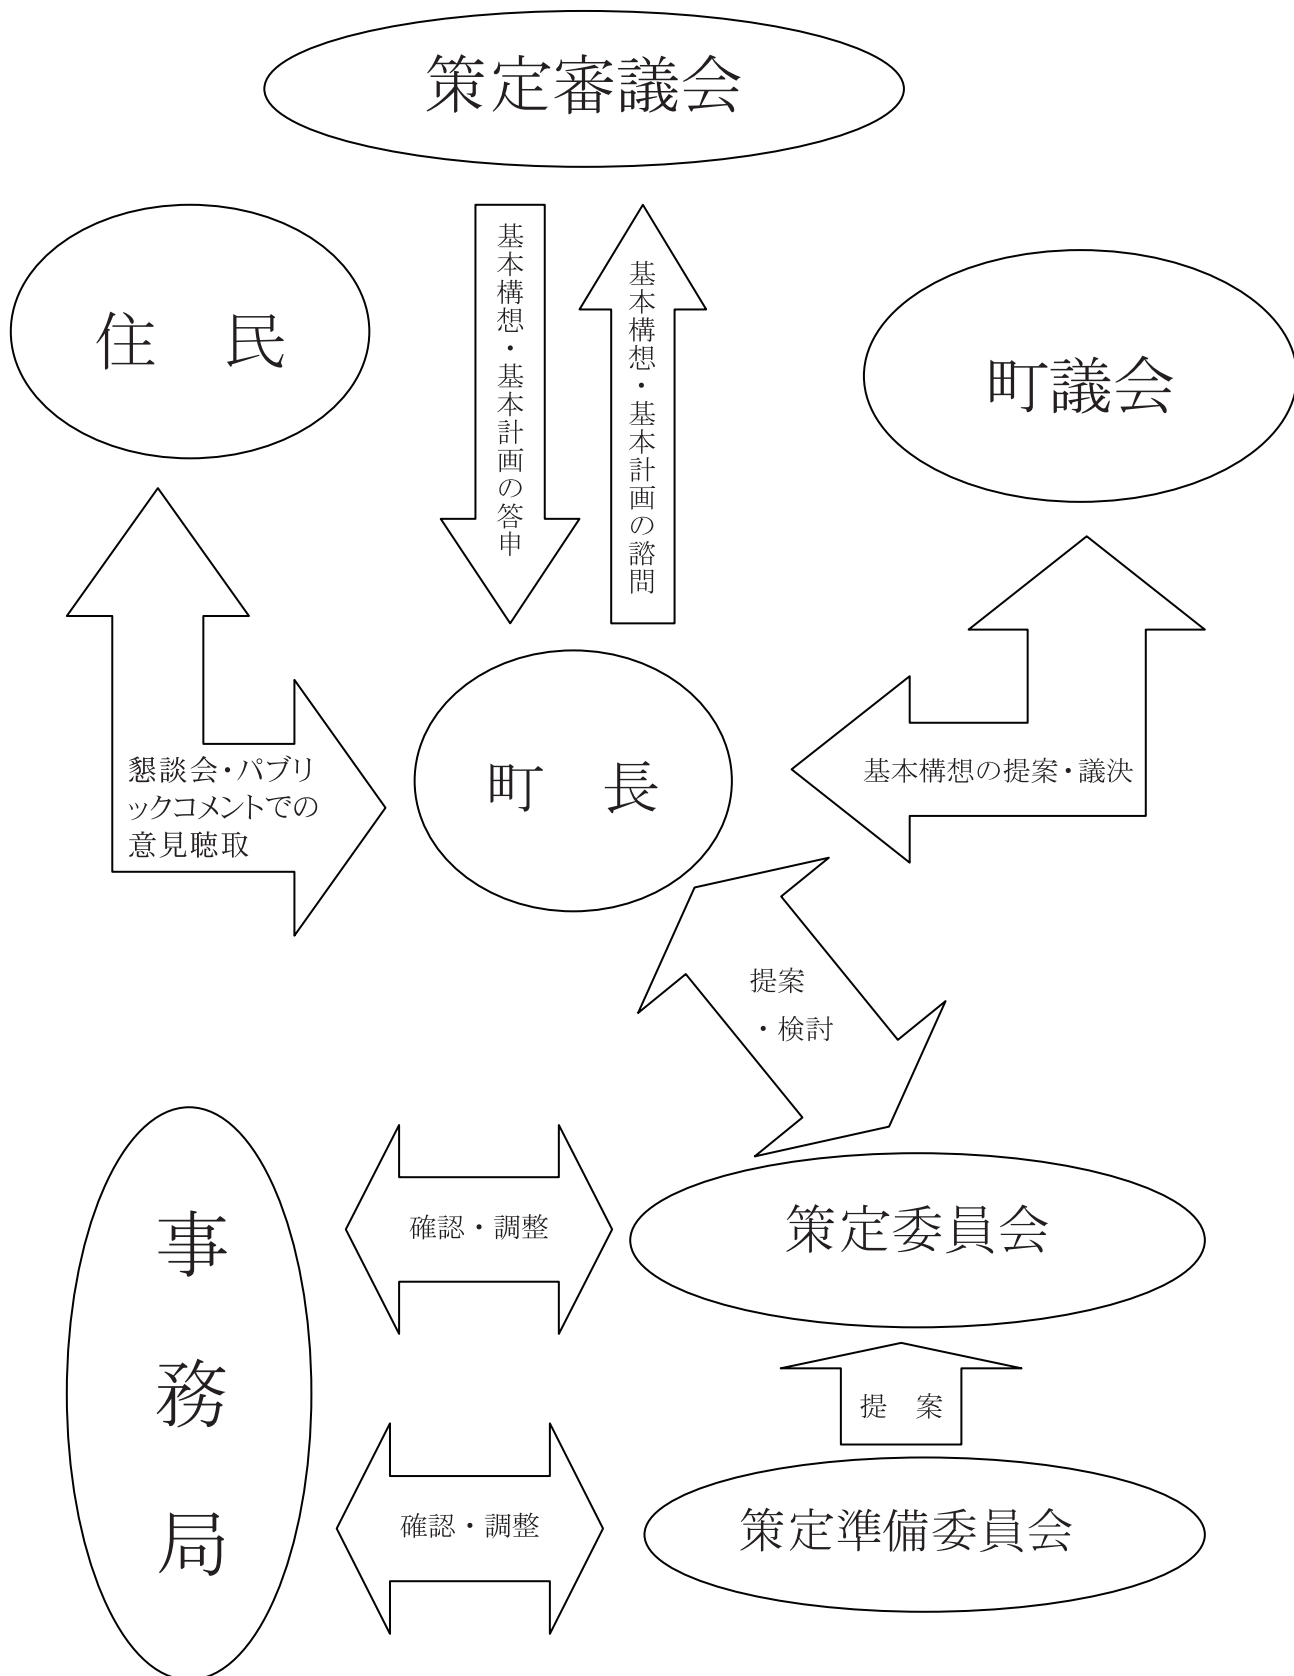 策定審議会
住　民
基本構想・基本計画の答申
基本構想・基本計画の諮問
町議会
懇談会・パブリ
ックコメントでの
意見聴取
町　長
基本構想の提案・議決
提案
・検討
事務局
確認・調整
策定委員会
提　案
確認・調整
策定準備委員会